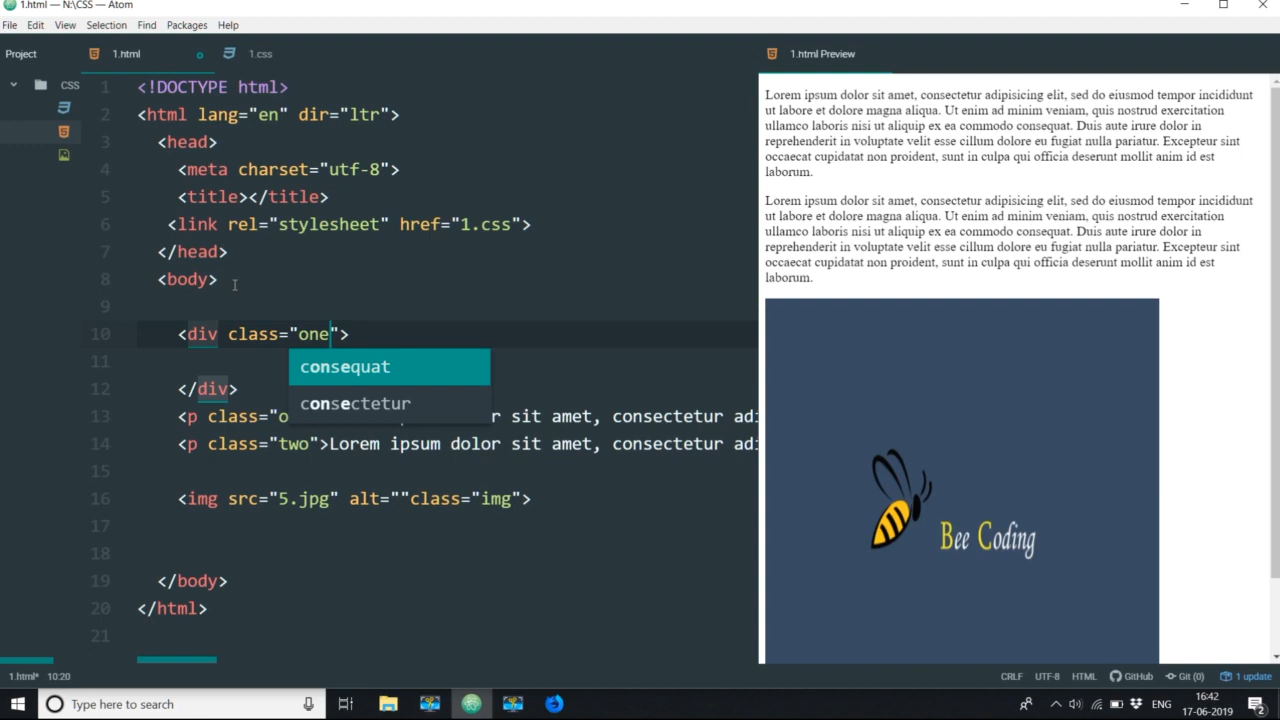 1.html — N:\CSS — Atom
File Edit View Selection Find Packages Help
Project 1.html 1.css 1.html Preview
CSS
1 <!DOCTYPE html>
2 <html lang="en" dir="ltr">
3 <head>
4 <meta charset="utf-8">
5 <title></title>
6 <link rel="stylesheet" href="1.css">
7 </head>
8 <body>
9
10 <div class="one">
11
consequat
12 </div>
consectetur
13 <p class="o r sit amet, consectetur adi
14 <p class="two">Lorem ipsum dolor sit amet, consectetur ad
15
16 <img src="5.jpg" alt=""class="img">
17
18
19 </body>
20 </html>
21
Lorem ipsum dolor sit amet, consectetur adipisicing elit, sed do eiusmod tempor incididunt
ut labore et dolore magna aliqua. Ut enim ad minim veniam, quis nostrud exercitation
ullamco laboris nisi ut aliquip ex ea commodo consequat. Duis aute irure dolor in
reprehenderit in voluptate velit esse cillum dolore eu fugiat nulla pariatur. Excepteur sint
occaecat cupidatat non proident, sunt in culpa qui officia deserunt mollit anim id est
laborum.
Lorem ipsum dolor sit amet, consectetur adipisicing elit, sed do eiusmod tempor incididunt
ut labore et dolore magna aliqua. Ut enim ad minim veniam, quis nostrud exercitation
ullamco laboris nisi ut aliquip ex ea commodo consequat. Duis aute irure dolor in
reprehenderit in voluptate velit esse cillum dolore eu fugiat nulla pariatur. Excepteur sint
occaecat cupidatat non proident, sunt in culpa qui officia deserunt mollit anim id est
laborum.
Bee Coding
1.html* 10:20 CRLF UTF-8 HTML GitHub Git (0) 1 update
Type here to search ENG 16:42
17-06-2019 2